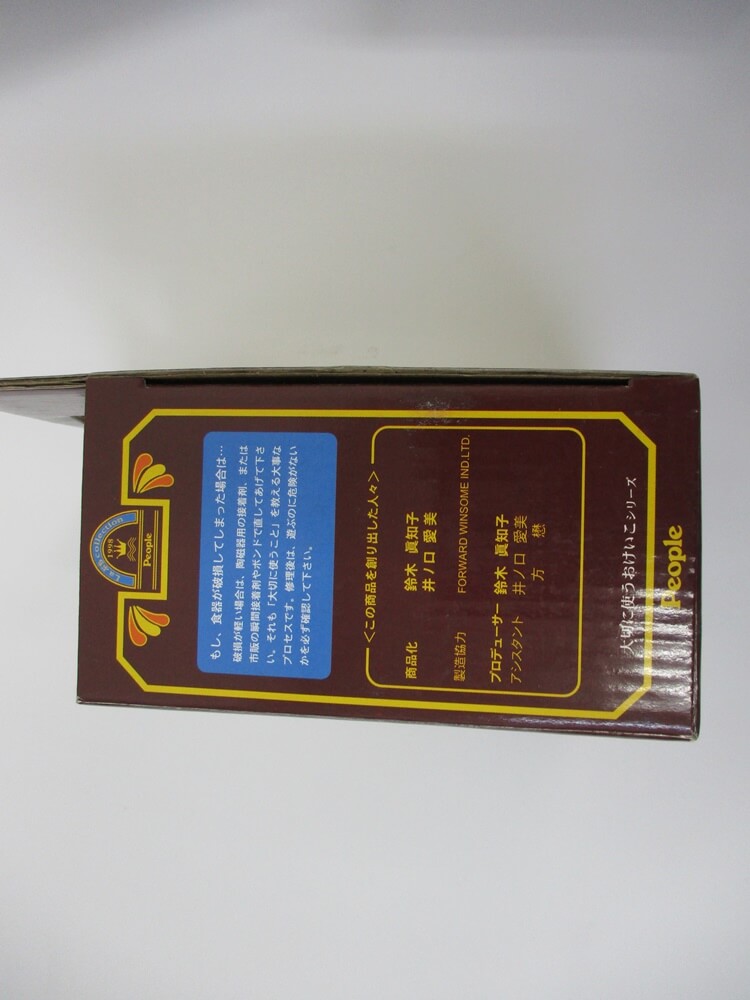 Le's collection
1998
People
もし、食器が破損してしまった場合は…
破損が軽い場合は、陶磁器用の接着剤、または
市販の瞬間接着剤やボンドで直してあげて下さ
い。それも「大切に使うこと」を教える大事な
プロセスです。修理後は、遊ぶのに危険がない
かを必ず確認して下さい。
<この商品を創り出した人々>
商品化 鈴木 眞知子
井ノ口 愛美
製造協力 FORWARD WINSOME IND.LTD.
プロデューサー 鈴木 眞知子
アシスタント 井ノ口 愛美
方 懋
大切に使うおけいこシリーズ
People